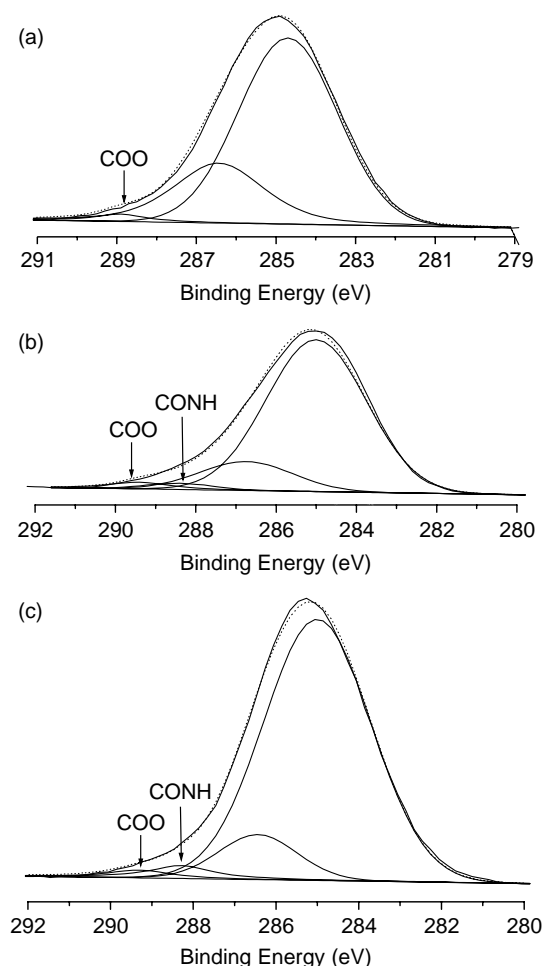 (a)
COO
291 289 287 285 283 281 279
Binding Energy (eV)
(b)
CONH
COO
292 290 288 286 284 282 280
Binding Energy (eV)
(c)
CONH
COO
292 290 288 286 284 282 280
Binding Energy (eV)